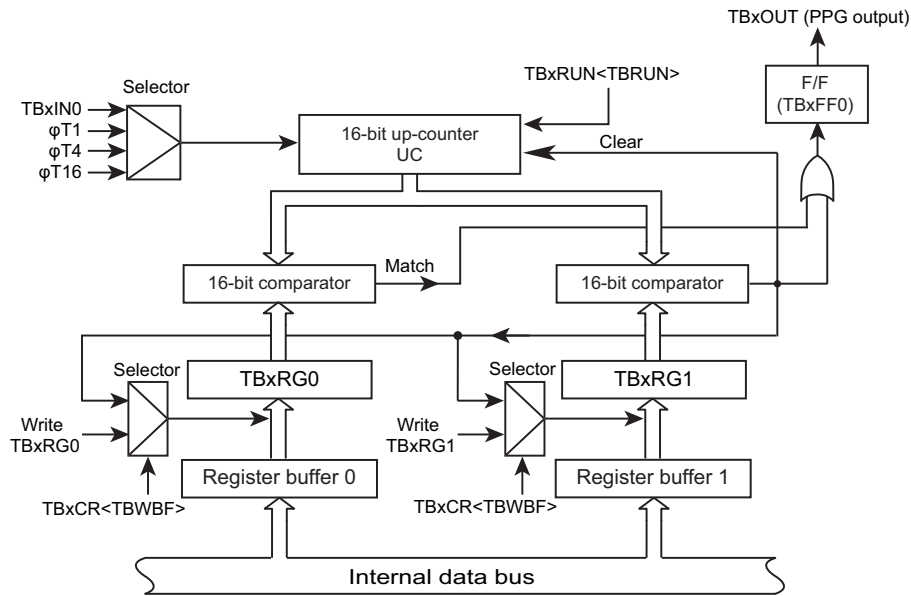 TBxOUT (PPG output)
F/F
(TBxFF0)
TBxRUN<TBRUN>
Selector
TBxIN0
φT1
φT4
φT16
16-bit up-counter
UC
Clear
16-bit comparator
Match
16-bit comparator
Selector
TBxRG0
Selector
TBxRG1
Write
TBxRG0
Write
TBxRG1
Register buffer 0
Register buffer 1
TBxCR<TBWBF>
TBxCR<TBWBF>
Internal data bus